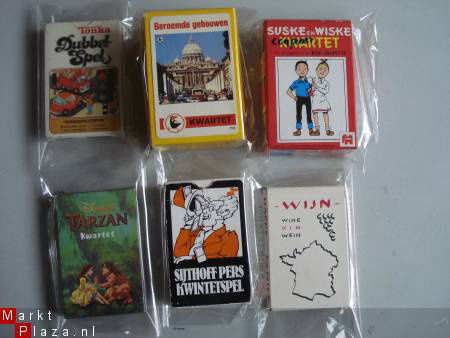 Tonka
Dubbel
Spel
Beroemde gebouwen
KWARTET
SUSKE EN WISKE
KWARTET
Disney's
TARZAN
Kwartet
SIJTHOFF PERS
KWINTETSPEL
- WIJN -
WINE
VIN
WEIN
Markt
Plaza.nl